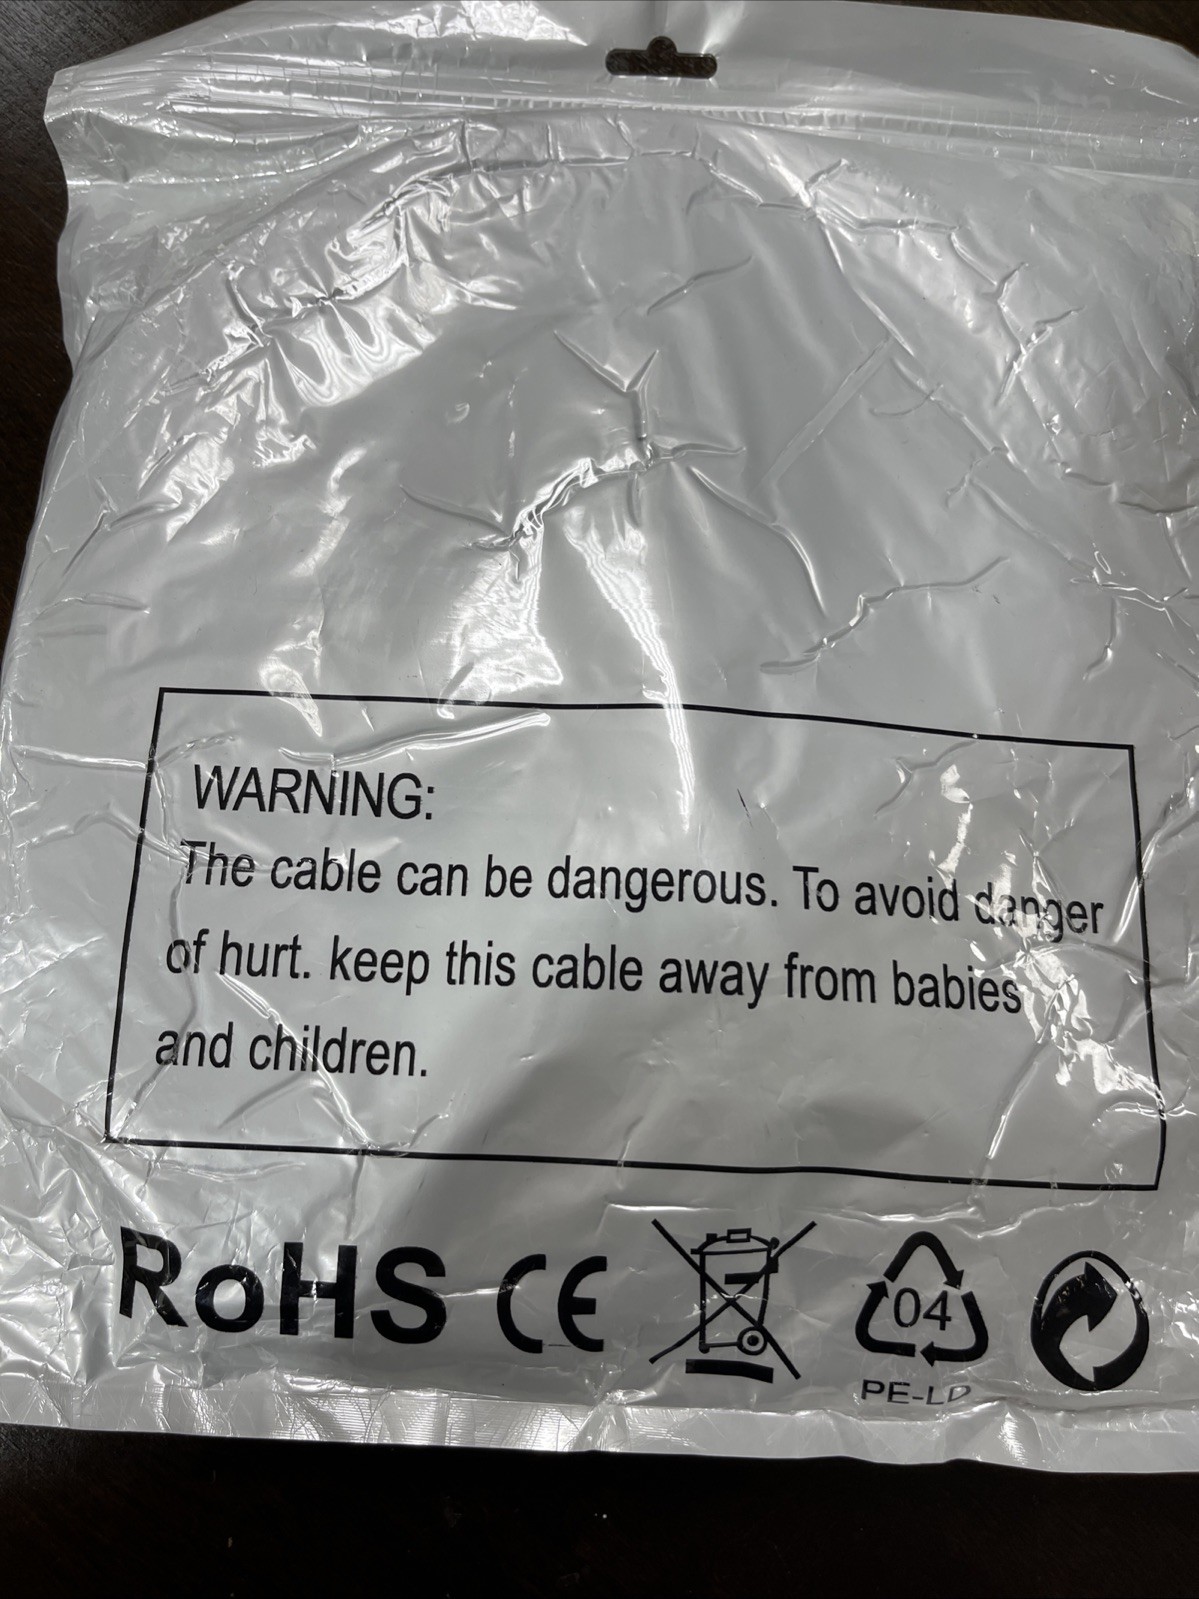 WARNING:
The cable can be dangerous. To avoid danger
of hurt. keep this cable away from babies
and children.
RoHS CE
04
PE-LD